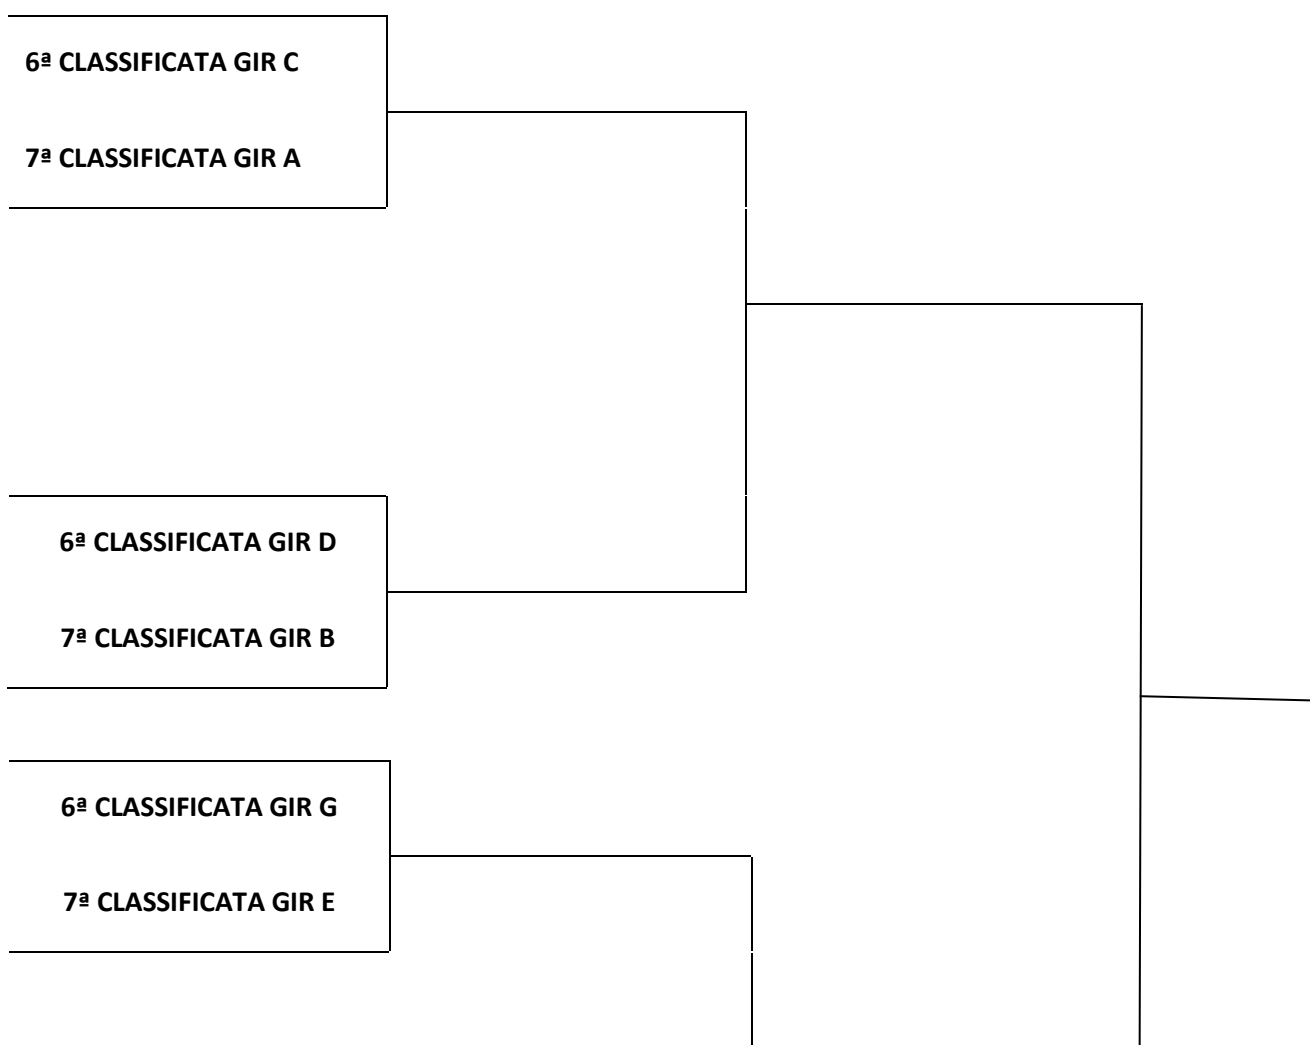 6ª CLASSIFICATA GIR C
7ª CLASSIFICATA GIR A
6ª CLASSIFICATA GIR D
7ª CLASSIFICATA GIR B
6ª CLASSIFICATA GIR G
7ª CLASSIFICATA GIR E